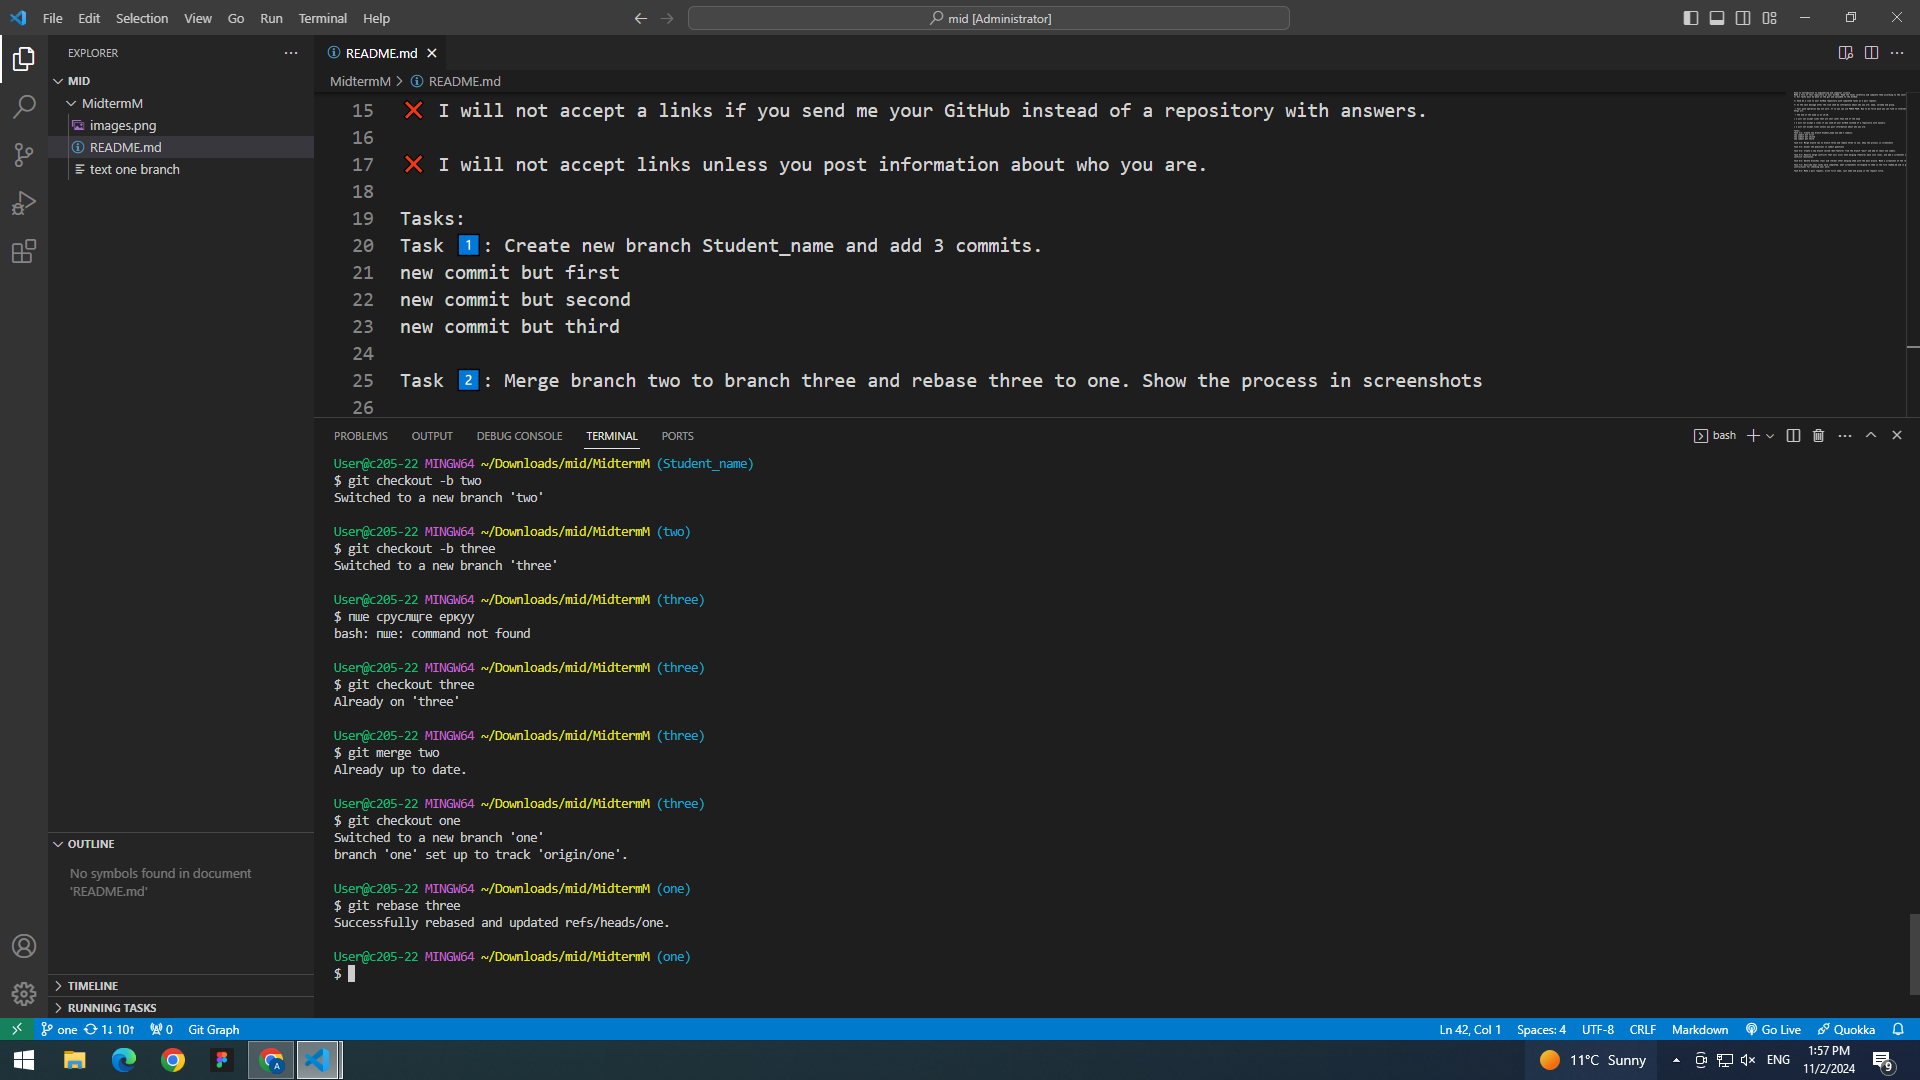 File Edit Selection View Go Run Terminal Help
mid [Administrator]
EXPLORER
MID
MidtermM
images.png
README.md
text one branch
README.md
MidtermM > README.md
15 ❌ I will not accept a links if you send me your GitHub instead of a repository with answers.
16
17 ❌ I will not accept links unless you post information about who you are.
18
19 Tasks:
20 Task 1️⃣: Create new branch Student_name and add 3 commits.
21 new commit but first
22 new commit but second
23 new commit but third
24
25 Task 2️⃣: Merge branch two to branch three and rebase three to one. Show the process in screenshots
26
PROBLEMS OUTPUT DEBUG CONSOLE TERMINAL PORTS
bash
User@c205-22 MINGW64 ~/Downloads/mid/MidtermM (Student_name)
$ git checkout -b two
Switched to a new branch 'two'
User@c205-22 MINGW64 ~/Downloads/mid/MidtermM (two)
$ git checkout -b three
Switched to a new branch 'three'
User@c205-22 MINGW64 ~/Downloads/mid/MidtermM (three)
$ пше сруслщге еркуу
bash: пше: command not found
User@c205-22 MINGW64 ~/Downloads/mid/MidtermM (three)
$ git checkout three
Already on 'three'
User@c205-22 MINGW64 ~/Downloads/mid/MidtermM (three)
$ git merge two
Already up to date.
User@c205-22 MINGW64 ~/Downloads/mid/MidtermM (three)
$ git checkout one
Switched to a new branch 'one'
branch 'one' set up to track 'origin/one'.
User@c205-22 MINGW64 ~/Downloads/mid/MidtermM (one)
$ git rebase three
Successfully rebased and updated refs/heads/one.
User@c205-22 MINGW64 ~/Downloads/mid/MidtermM (one)
$
OUTLINE
No symbols found in document
'README.md'
TIMELINE
RUNNING TASKS
one 1↓ 10↑ 0 Git Graph
Ln 42, Col 1 Spaces: 4 UTF-8 CRLF Markdown Go Live Quokka
11°C Sunny
ENG
1:57 PM
11/2/2024
9